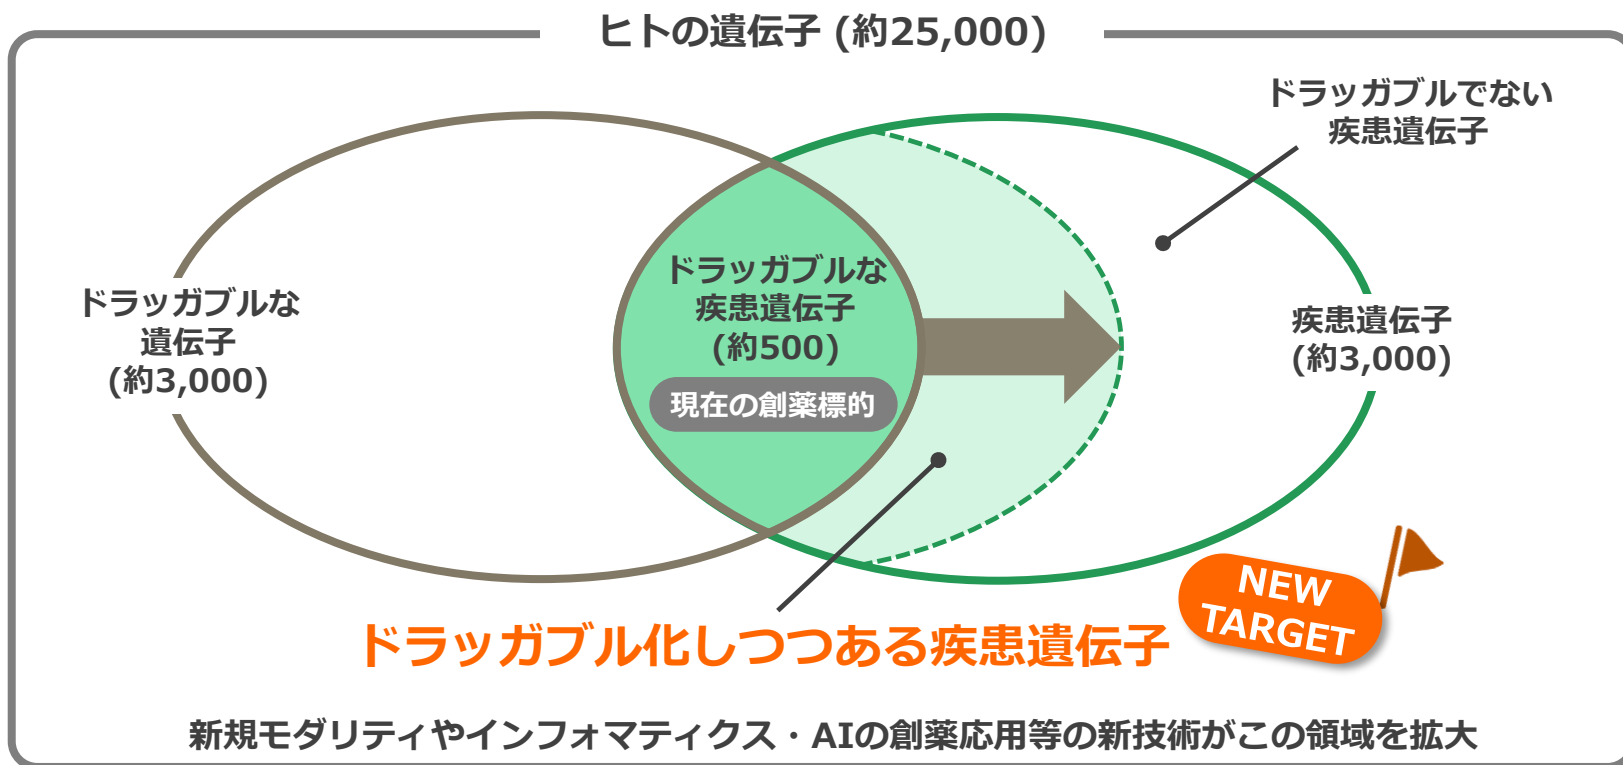 ヒトの遺伝子 (約25,000)
ドラッガブルでない
疾患遺伝子
ドラッガブルな
疾患遺伝子
(約500)
現在の創薬標的
ドラッガブルな
遺伝子
(約3,000)
疾患遺伝子
(約3,000)
NEW
TARGET
ドラッガブル化しつつある疾患遺伝子
新規モダリティやインフォマティクス・AIの創薬応用等の新技術がこの領域を拡大